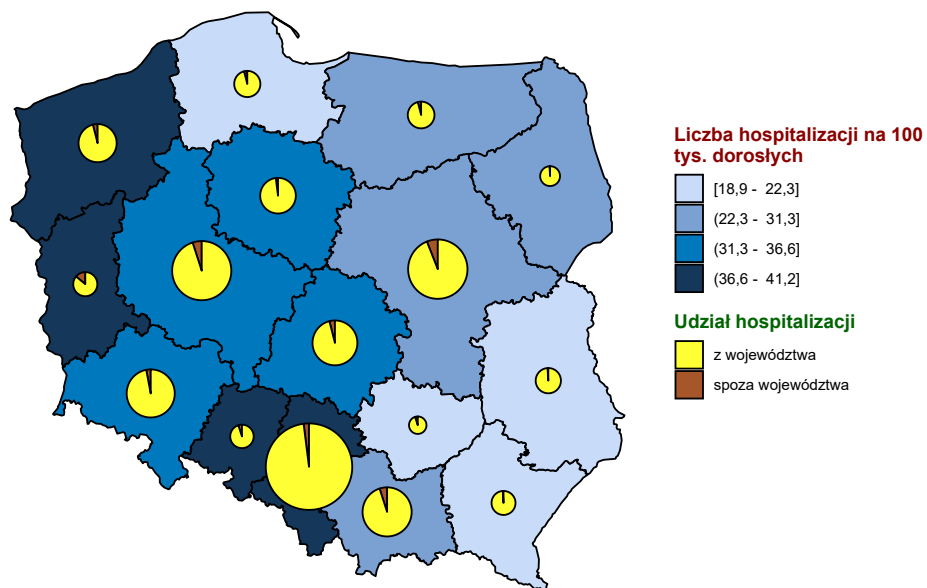 Liczba hospitalizacji na 100
tys. dorosłych
[18,9 - 22,3]
(22,3 - 31,3]
(31,3 - 36,6]
(36,6 - 41,2]
Udział hospitalizacji
z województwa
spoza województwa